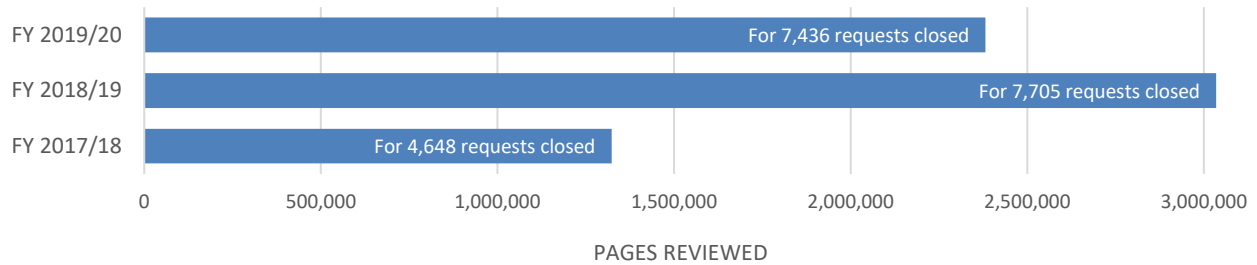 FY 2019/20
For 7,436 requests closed
FY 2018/19
For 7,705 requests closed
FY 2017/18
For 4,648 requests closed
0 500,000 1,000,000 1,500,000 2,000,000 2,500,000 3,000,000
PAGES REVIEWED